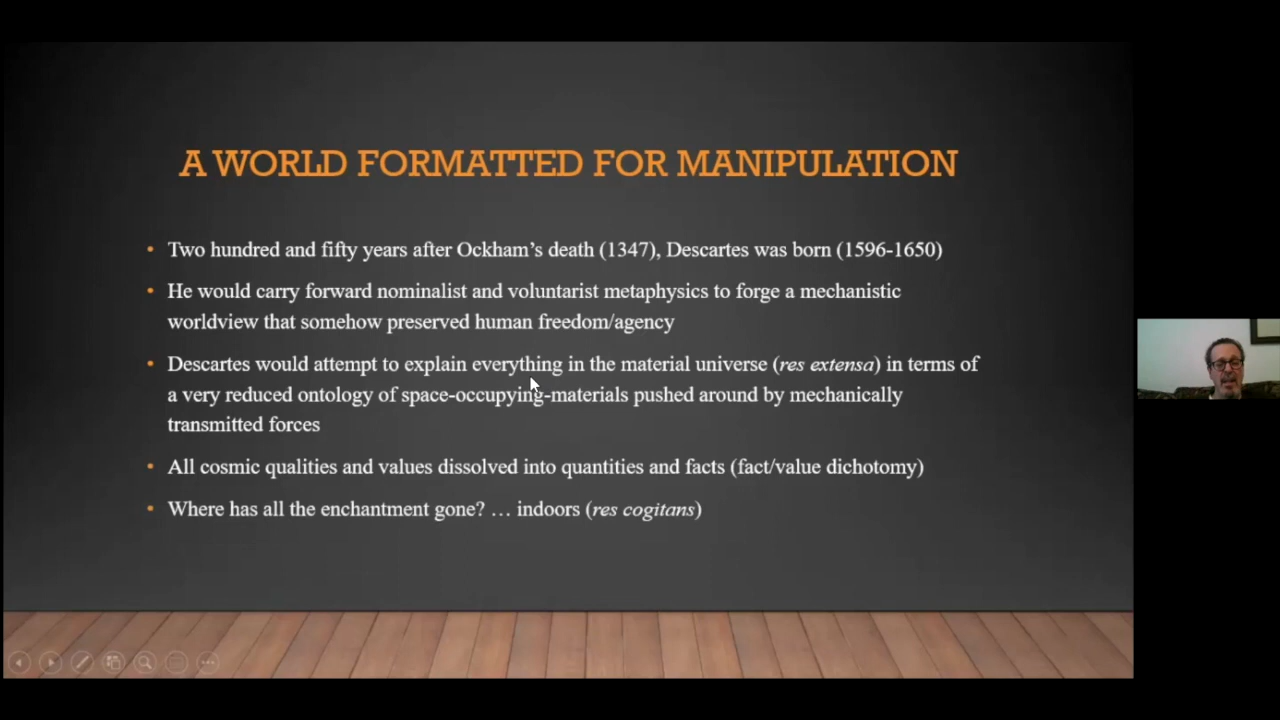 A WORLD FORMATTED FOR MANIPULATION
• Two hundred and fifty years after Ockham's death (1347), Descartes was born (1596-1650)
• He would carry forward nominalist and voluntarist metaphysics to forge a mechanistic
worldview that somehow preserved human freedom/agency
• Descartes would attempt to explain everything in the material universe (res extensa) in terms of
a very reduced ontology of space-occupying-materials pushed around by mechanically
transmitted forces
• All cosmic qualities and values dissolved into quantities and facts (fact/value dichotomy)
• Where has all the enchantment gone? … indoors (res cogitans)